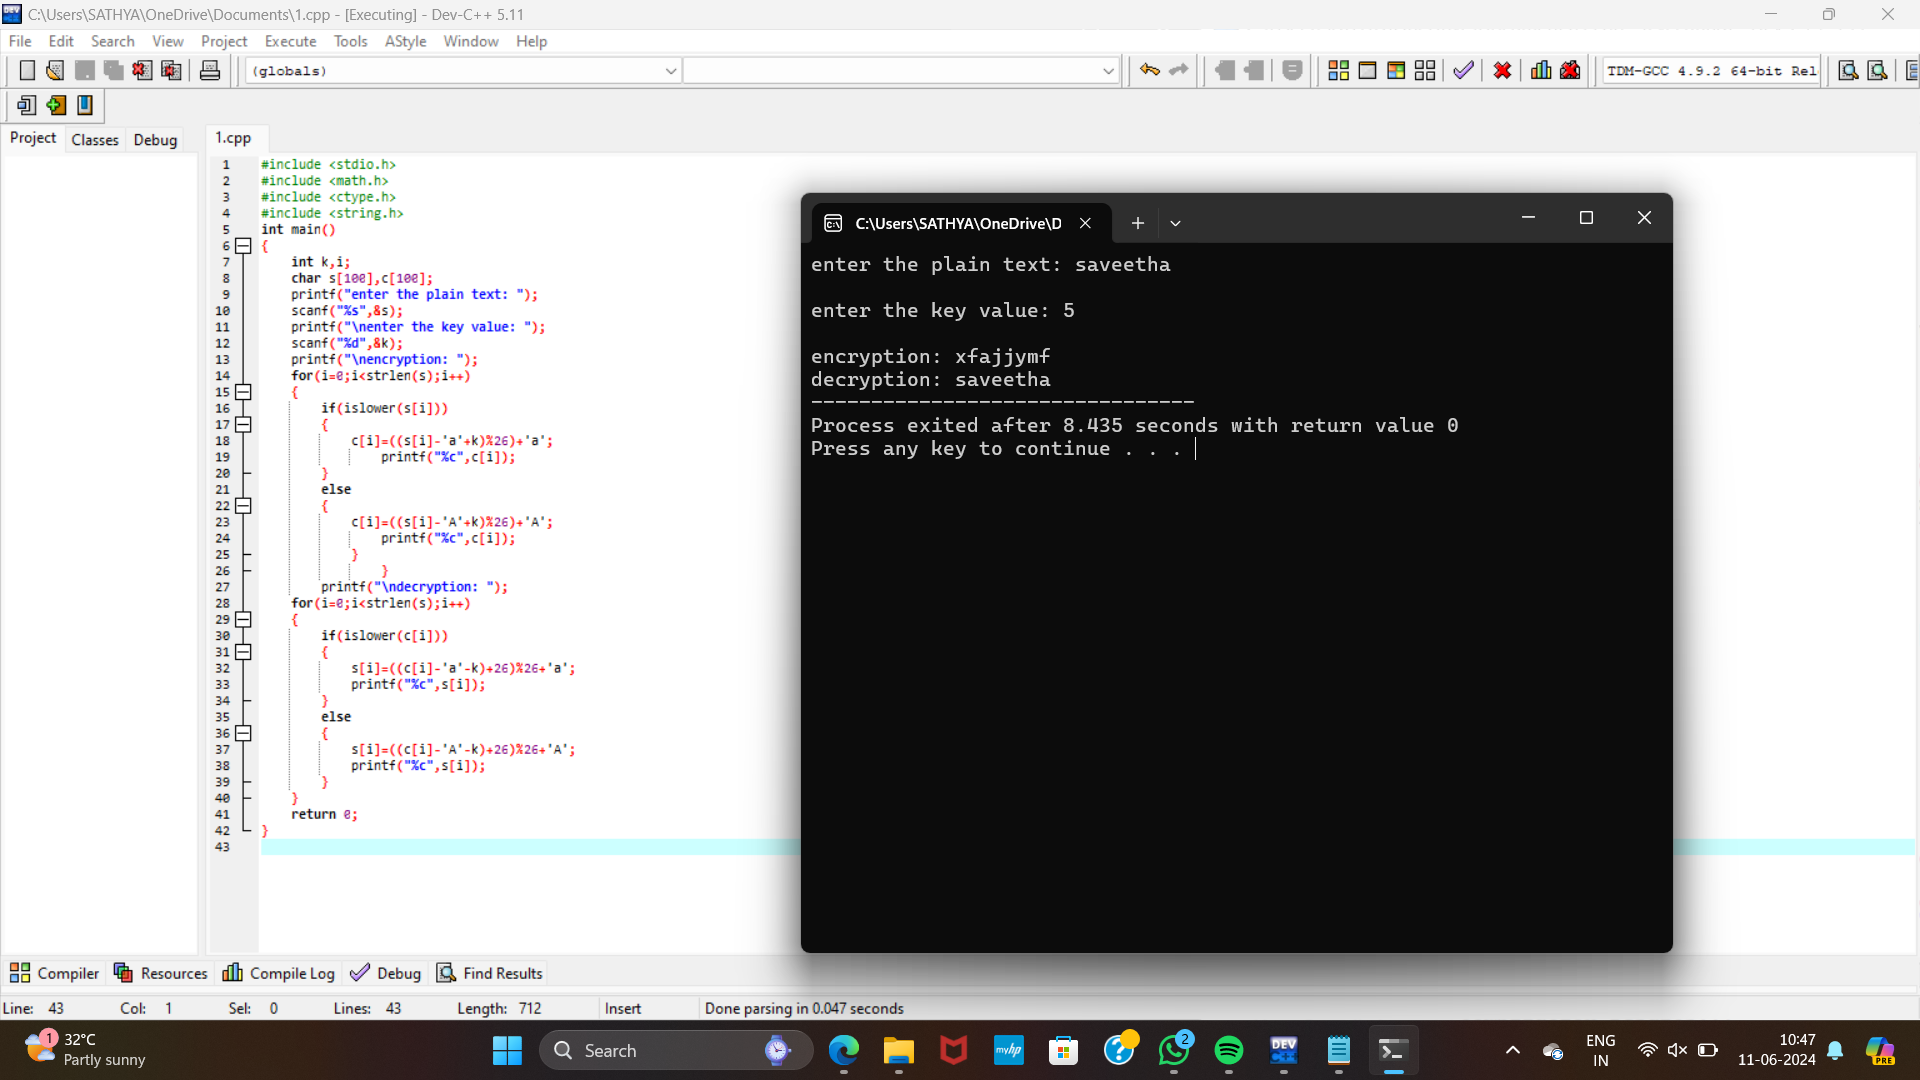 C:\Users\SATHYA\OneDrive\Documents\1.cpp - [Executing] - Dev-C++ 5.11
File Edit Search View Project Execute Tools AStyle Window Help
(globals)
TDM-GCC 4.9.2 64-bit Rel
Project Classes Debug
1.cpp
1 #include <stdio.h>
2 #include <math.h>
3 #include <ctype.h>
4 #include <string.h>
5 int main()
6 {
7 int k,i;
8 char s[100],c[100];
9 printf("enter the plain text: ");
10 scanf("%s",&s);
11 printf("\nenter the key value: ");
12 scanf("%d",&k);
13 printf("\nencryption: ");
14 for(i=0;i<strlen(s);i++)
15 {
16 if(islower(s[i]))
17 {
18 c[i]=((s[i]-'a'+k)%26)+'a';
19 printf("%c",c[i]);
20 }
21 else
22 {
23 c[i]=((s[i]-'A'+k)%26)+'A';
24 printf("%c",c[i]);
25 }
26 }
27 printf("\ndecryption: ");
28 for(i=0;i<strlen(s);i++)
29 {
30 if(islower(c[i]))
31 {
32 s[i]=((c[i]-'a'-k)+26)%26+'a';
33 printf("%c",s[i]);
34 }
35 else
36 {
37 s[i]=((c[i]-'A'-k)+26)%26+'A';
38 printf("%c",s[i]);
39 }
40 }
41 return 0;
42 }
43
C:\Users\SATHYA\OneDrive\D
enter the plain text: saveetha
enter the key value: 5
encryption: xfajjymf
decryption: saveetha
--------------------------------
Process exited after 8.435 seconds with return value 0
Press any key to continue . . .
Compiler Resources Compile Log Debug Find Results
Line: 43 Col: 1 Sel: 0 Lines: 43 Length: 712 Insert Done parsing in 0.047 seconds
1
32°C
Partly sunny
Search
myhp
2
DEV
C++
ENG
IN
10:47
11-06-2024
PRE